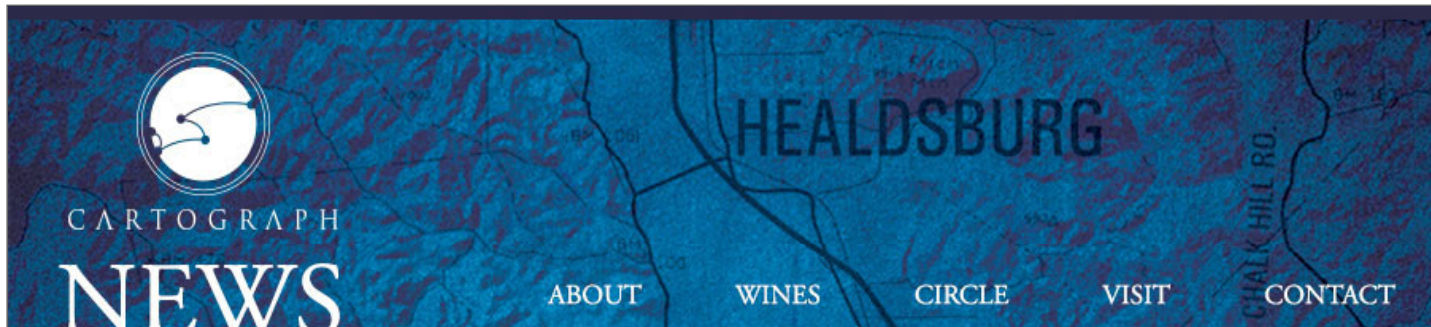 HEALDSBURG
CHALK HILL RD.
CARTOGRAPH
NEWS
ABOUT WINES CIRCLE VISIT CONTACT